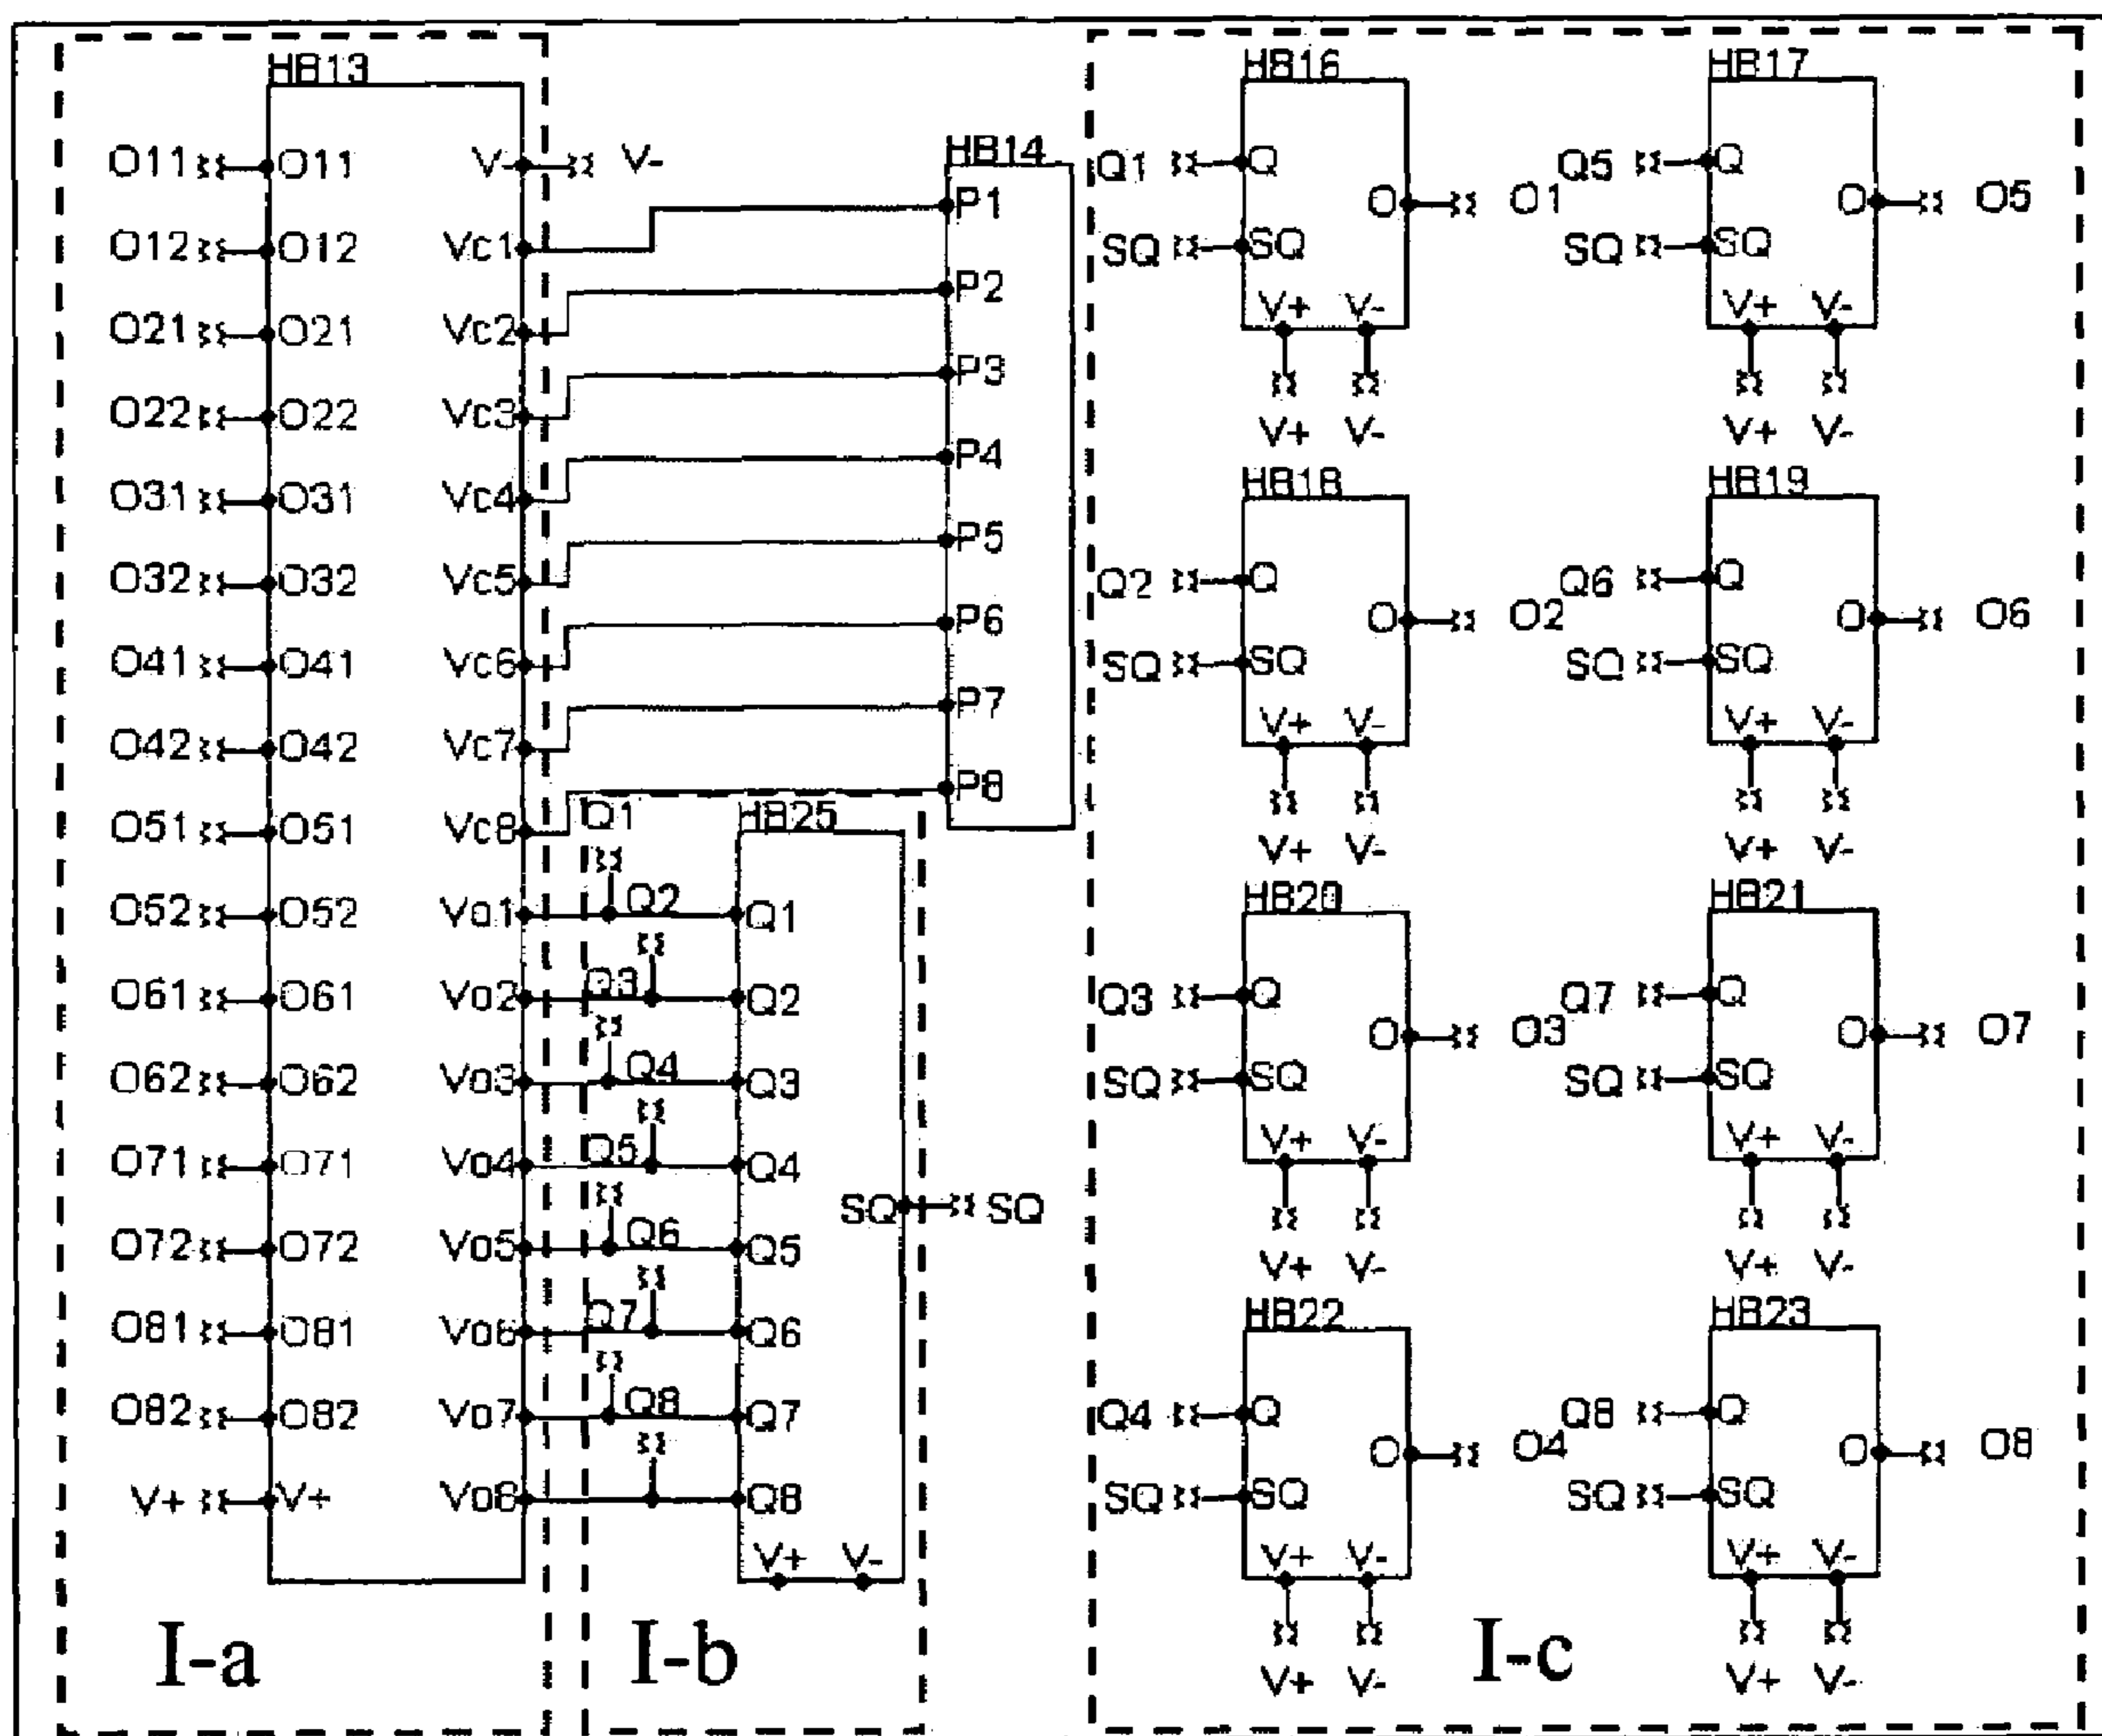 HB13
O11 O11 V- V-
O12 O12 Vc1
O21 O21 Vc2
O22 O22 Vc3
O31 O31 Vc4
O32 O32 Vc5
O41 O41 Vc6
O42 O42 Vc7
O51 O51 Vc8
O52 O52 Vo1
O61 O61 Vo2
O62 O62 Vo3
O71 O71 Vo4
O72 O72 Vo5
O81 O81 Vo6
O82 O82 Vo7
V+ V+ Vo8
I-a
HB14
P1
P2
P3
P4
P5
P6
P7
P8
HB25
Q1
Q2 Q1
Q3 Q2
Q4 Q3
Q5 Q4
SQ SQ
Q6 Q5
Q7 Q6
Q8 Q7
Q8
V+ V-
I-b
HB16
Q1 Q
O O1
SQ SQ
V+ V-
V+ V-
HB17
Q5 Q
O O5
SQ SQ
V+ V-
V+ V-
HB18
Q2 Q
O O2
SQ SQ
V+ V-
V+ V-
HB19
Q6 Q
O O6
SQ SQ
V+ V-
V+ V-
HB20
Q3 Q
O O3
SQ SQ
V+ V-
V+ V-
HB21
Q7 Q
O O7
SQ SQ
V+ V-
V+ V-
HB22
Q4 Q
O O4
SQ SQ
V+ V-
V+ V-
HB23
Q8 Q
O O8
SQ SQ
V+ V-
V+ V-
I-c